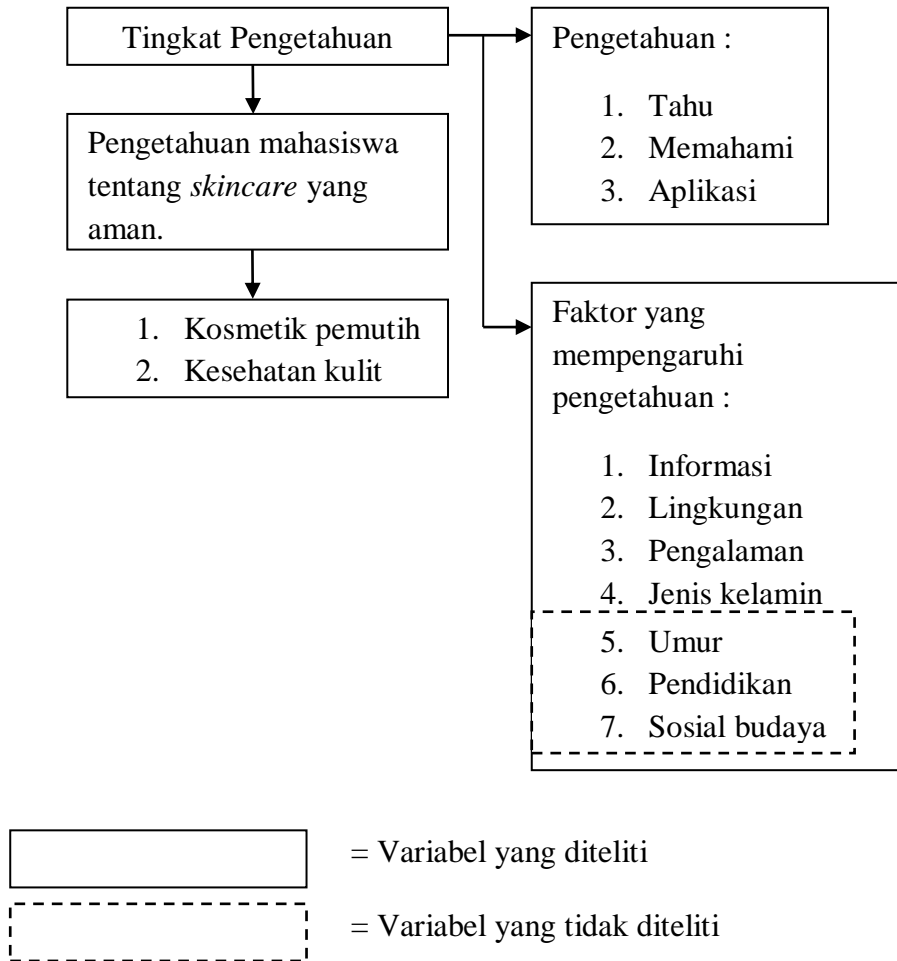 Tingkat Pengetahuan
Pengetahuan mahasiswa
tentang skincare yang
aman.
1. Kosmetik pemutih
2. Kesehatan kulit
Pengetahuan :
1. Tahu
2. Memahami
3. Aplikasi
Faktor yang
mempengaruhi
pengetahuan :
1. Informasi
2. Lingkungan
3. Pengalaman
4. Jenis kelamin
5. Umur
6. Pendidikan
7. Sosial budaya
= Variabel yang diteliti
= Variabel yang tidak diteliti